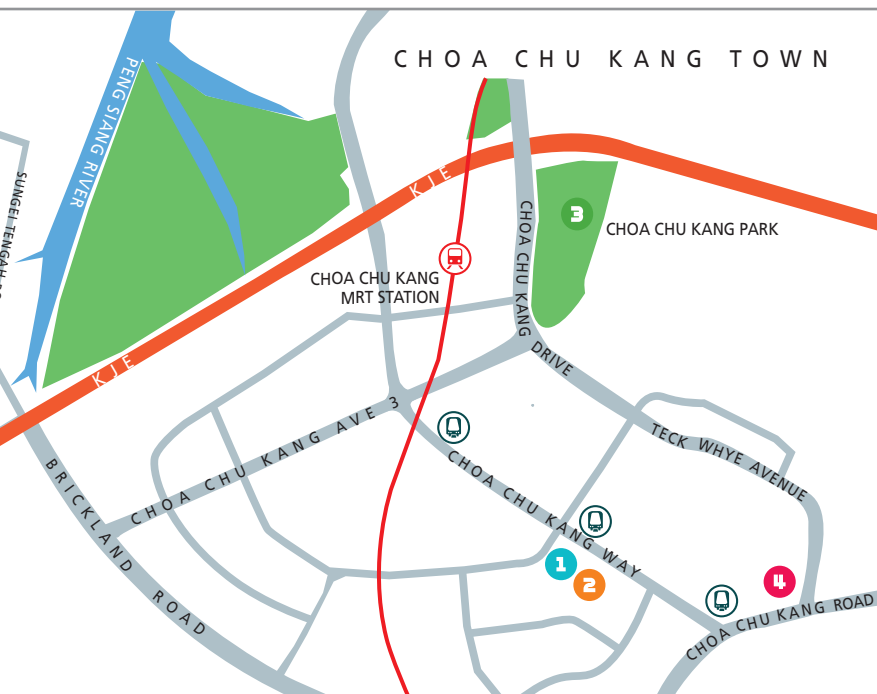 CHOA CHU KANG TOWN
PENG SIANG RIVER
SUNGEI TENGAH
KJE
3
CHOA CHU KANG
CHOA CHU KANG PARK
CHOA CHU KANG
MRT STATION
DRIVE
KJE
CHOA CHU KANG AVE 3
TECK WHYE AVENUE
CHOA CHU KANG WAY
BRICKLAND ROAD
1
2
4
CHOA CHU KANG ROAD